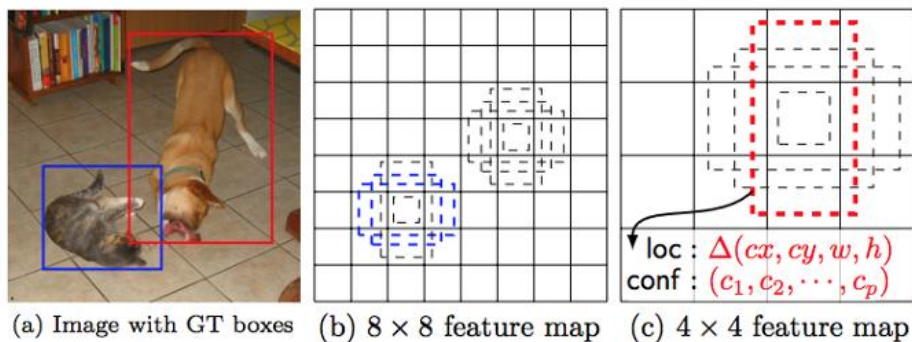 loc : Δ(cx, cy, w, h)
conf : (c₁, c₂, ⋯, cₚ)
(a) Image with GT boxes
(b) 8 × 8 feature map
(c) 4 × 4 feature map